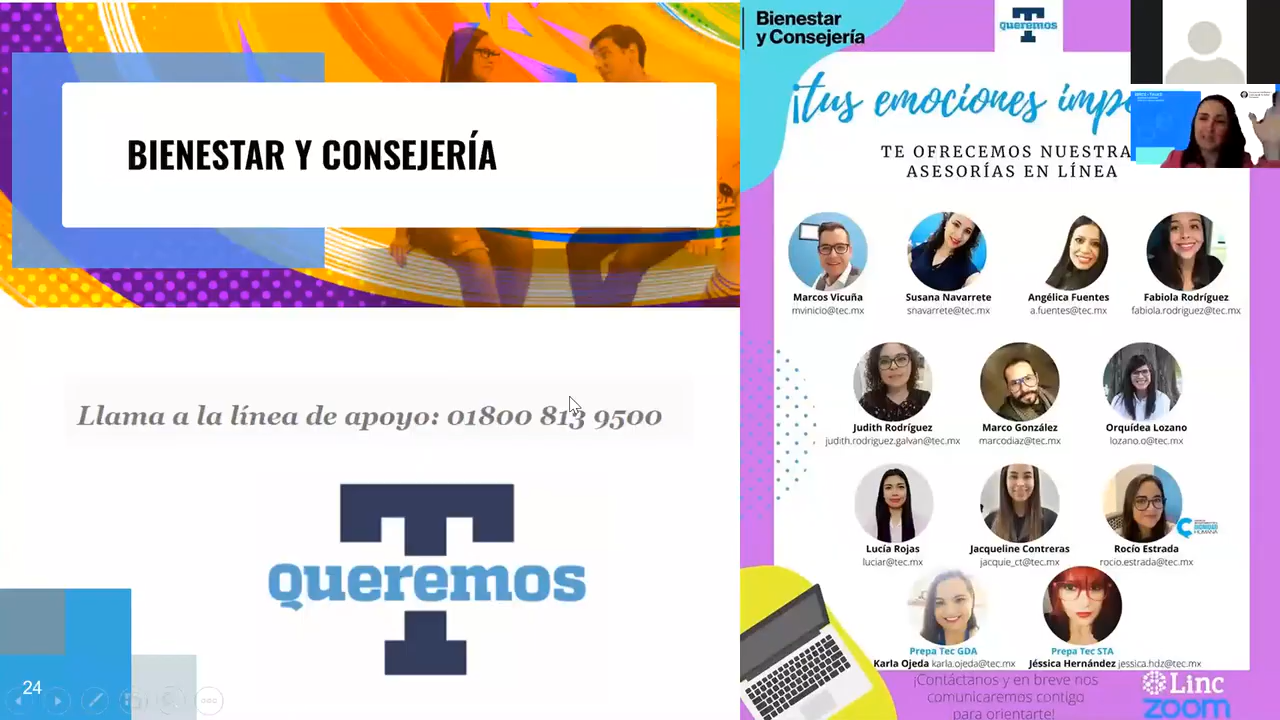 BIENESTAR Y CONSEJERÍA
Llama a la línea de apoyo: 01800 813 9500
T
queremos
24
Bienestar
y Consejería
T
queremos
¡tus emociones
TE OFRECEMOS NUESTRA
ASESORÍAS EN LÍNEA
Marcos Vicuña
mvinicio@tec.mx
Susana Navarrete
snavarrete@tec.mx
Angélica Fuentes
a.fuentes@tec.mx
Fabiola Rodríguez
fabiola.rodriguez@tec.mx
Judith Rodríguez
judith.rodriguez.galvan@tec.mx
Marco González
marcodiaz@tec.mx
Orquídea Lozano
lozano.o@tec.mx
Lucía Rojas
luciar@tec.mx
Jacqueline Contreras
jacquie_ct@tec.mx
Rocío Estrada
rocio.estrada@tec.mx
Prepa Tec GDA
Karla Ojeda karla.ojeda@tec.mx
Prepa Tec STA
Jéssica Hernández jessica.hdz@tec.mx
¡Contáctanos y en breve nos
comunicaremos contigo
para orientarte!
Linc
zoom